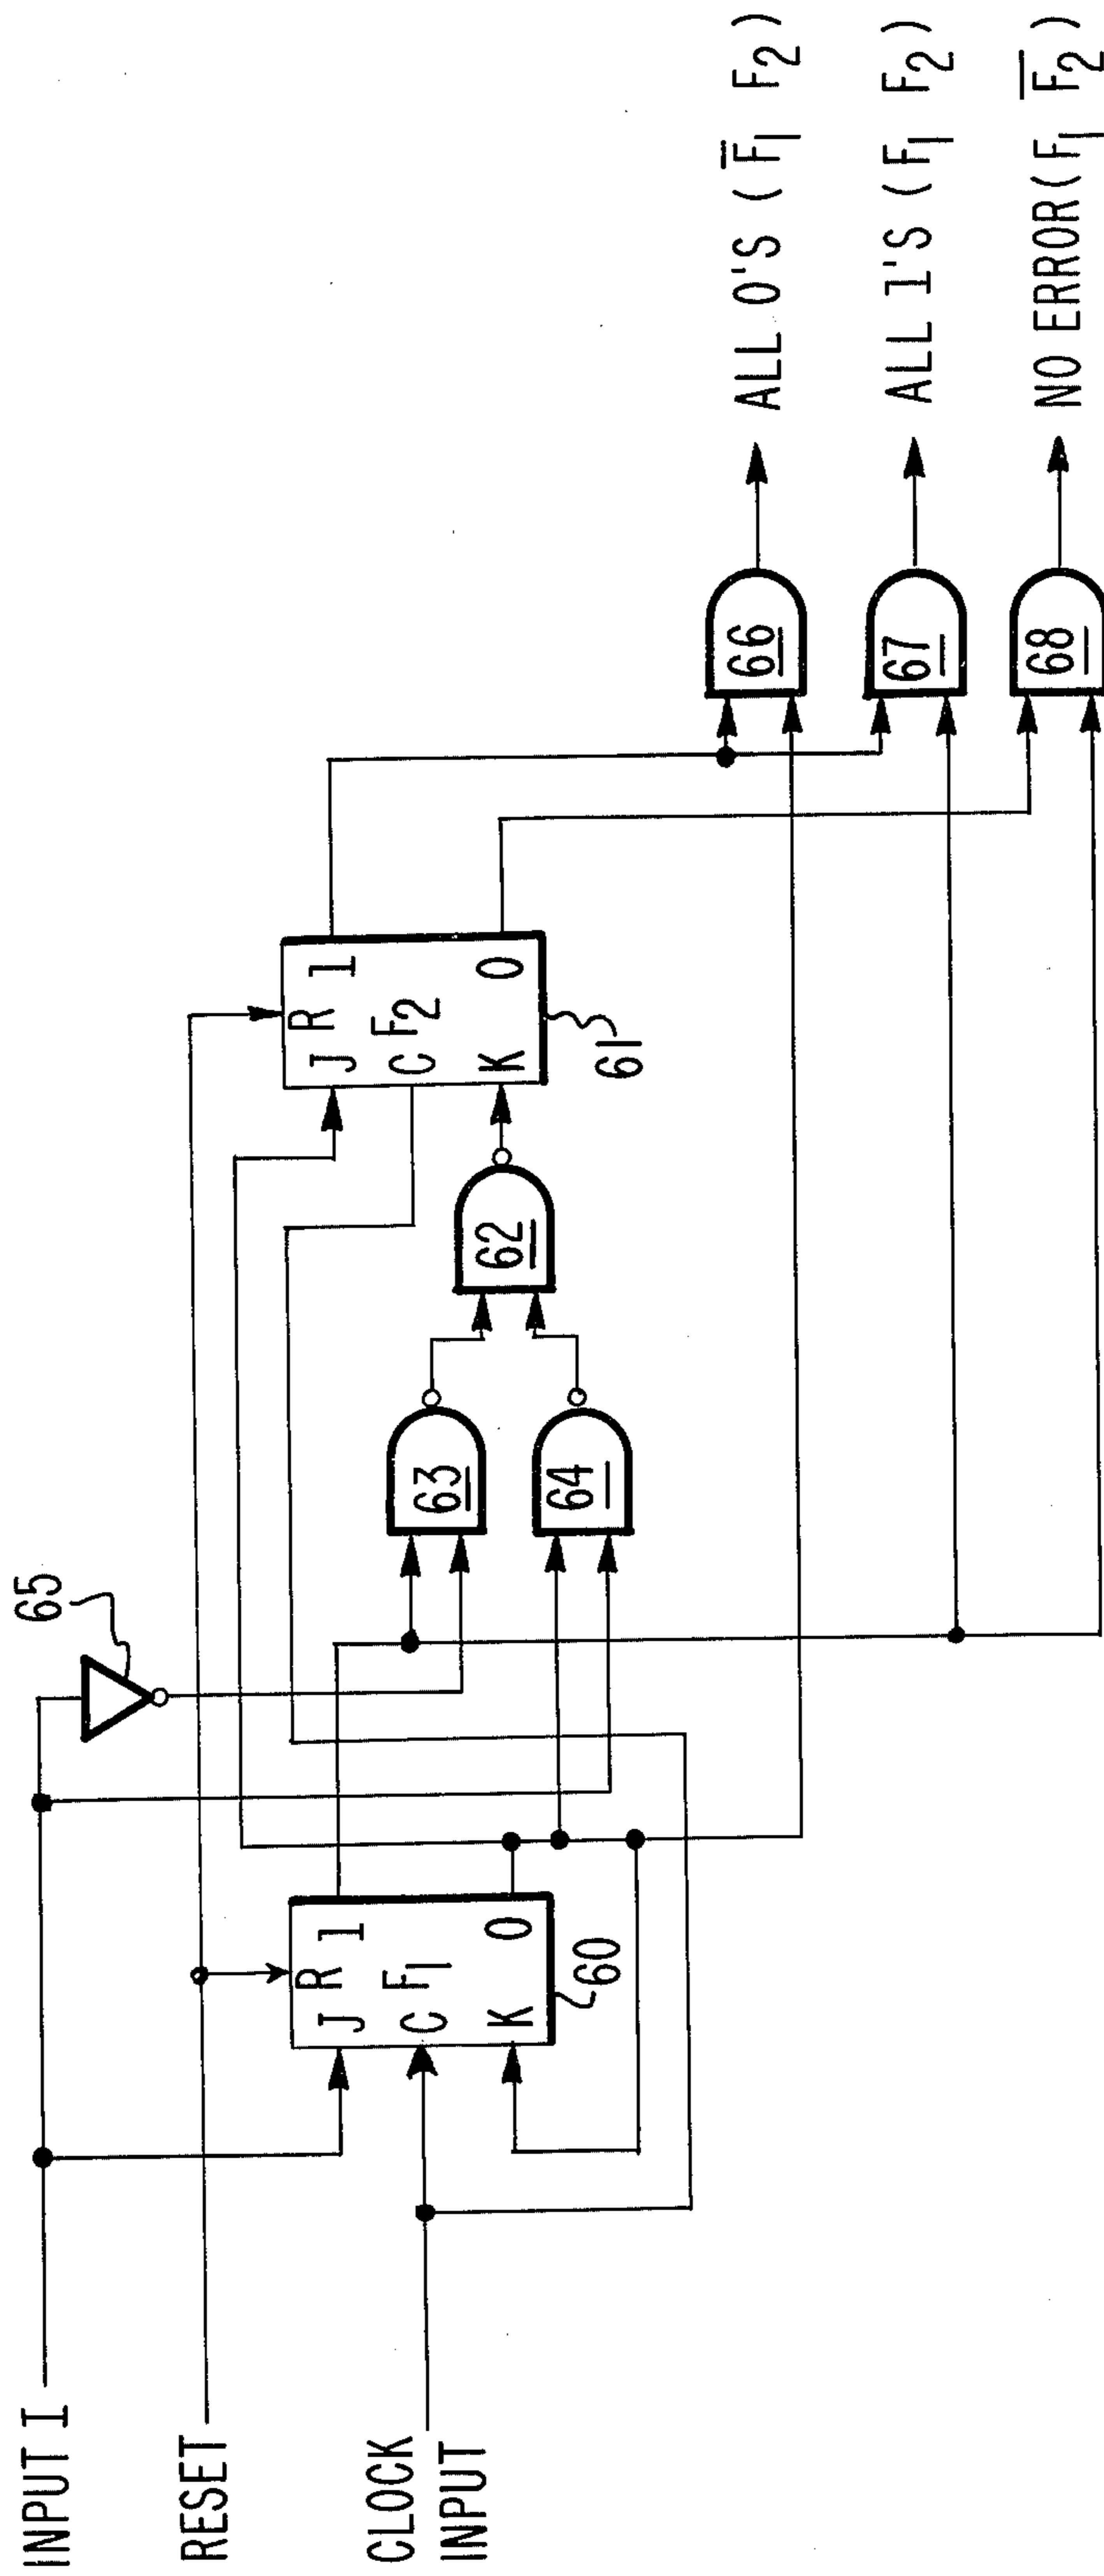 INPUT I
RESET
CLOCK
INPUT
65
J R 1
C F1
K 0
60
63
64
62
J R 1
C F2
K 0
61
66
67
68
ALL 0'S (F̅1 F2)
ALL 1'S (F1 F2)
NO ERROR (F1 F̅2)